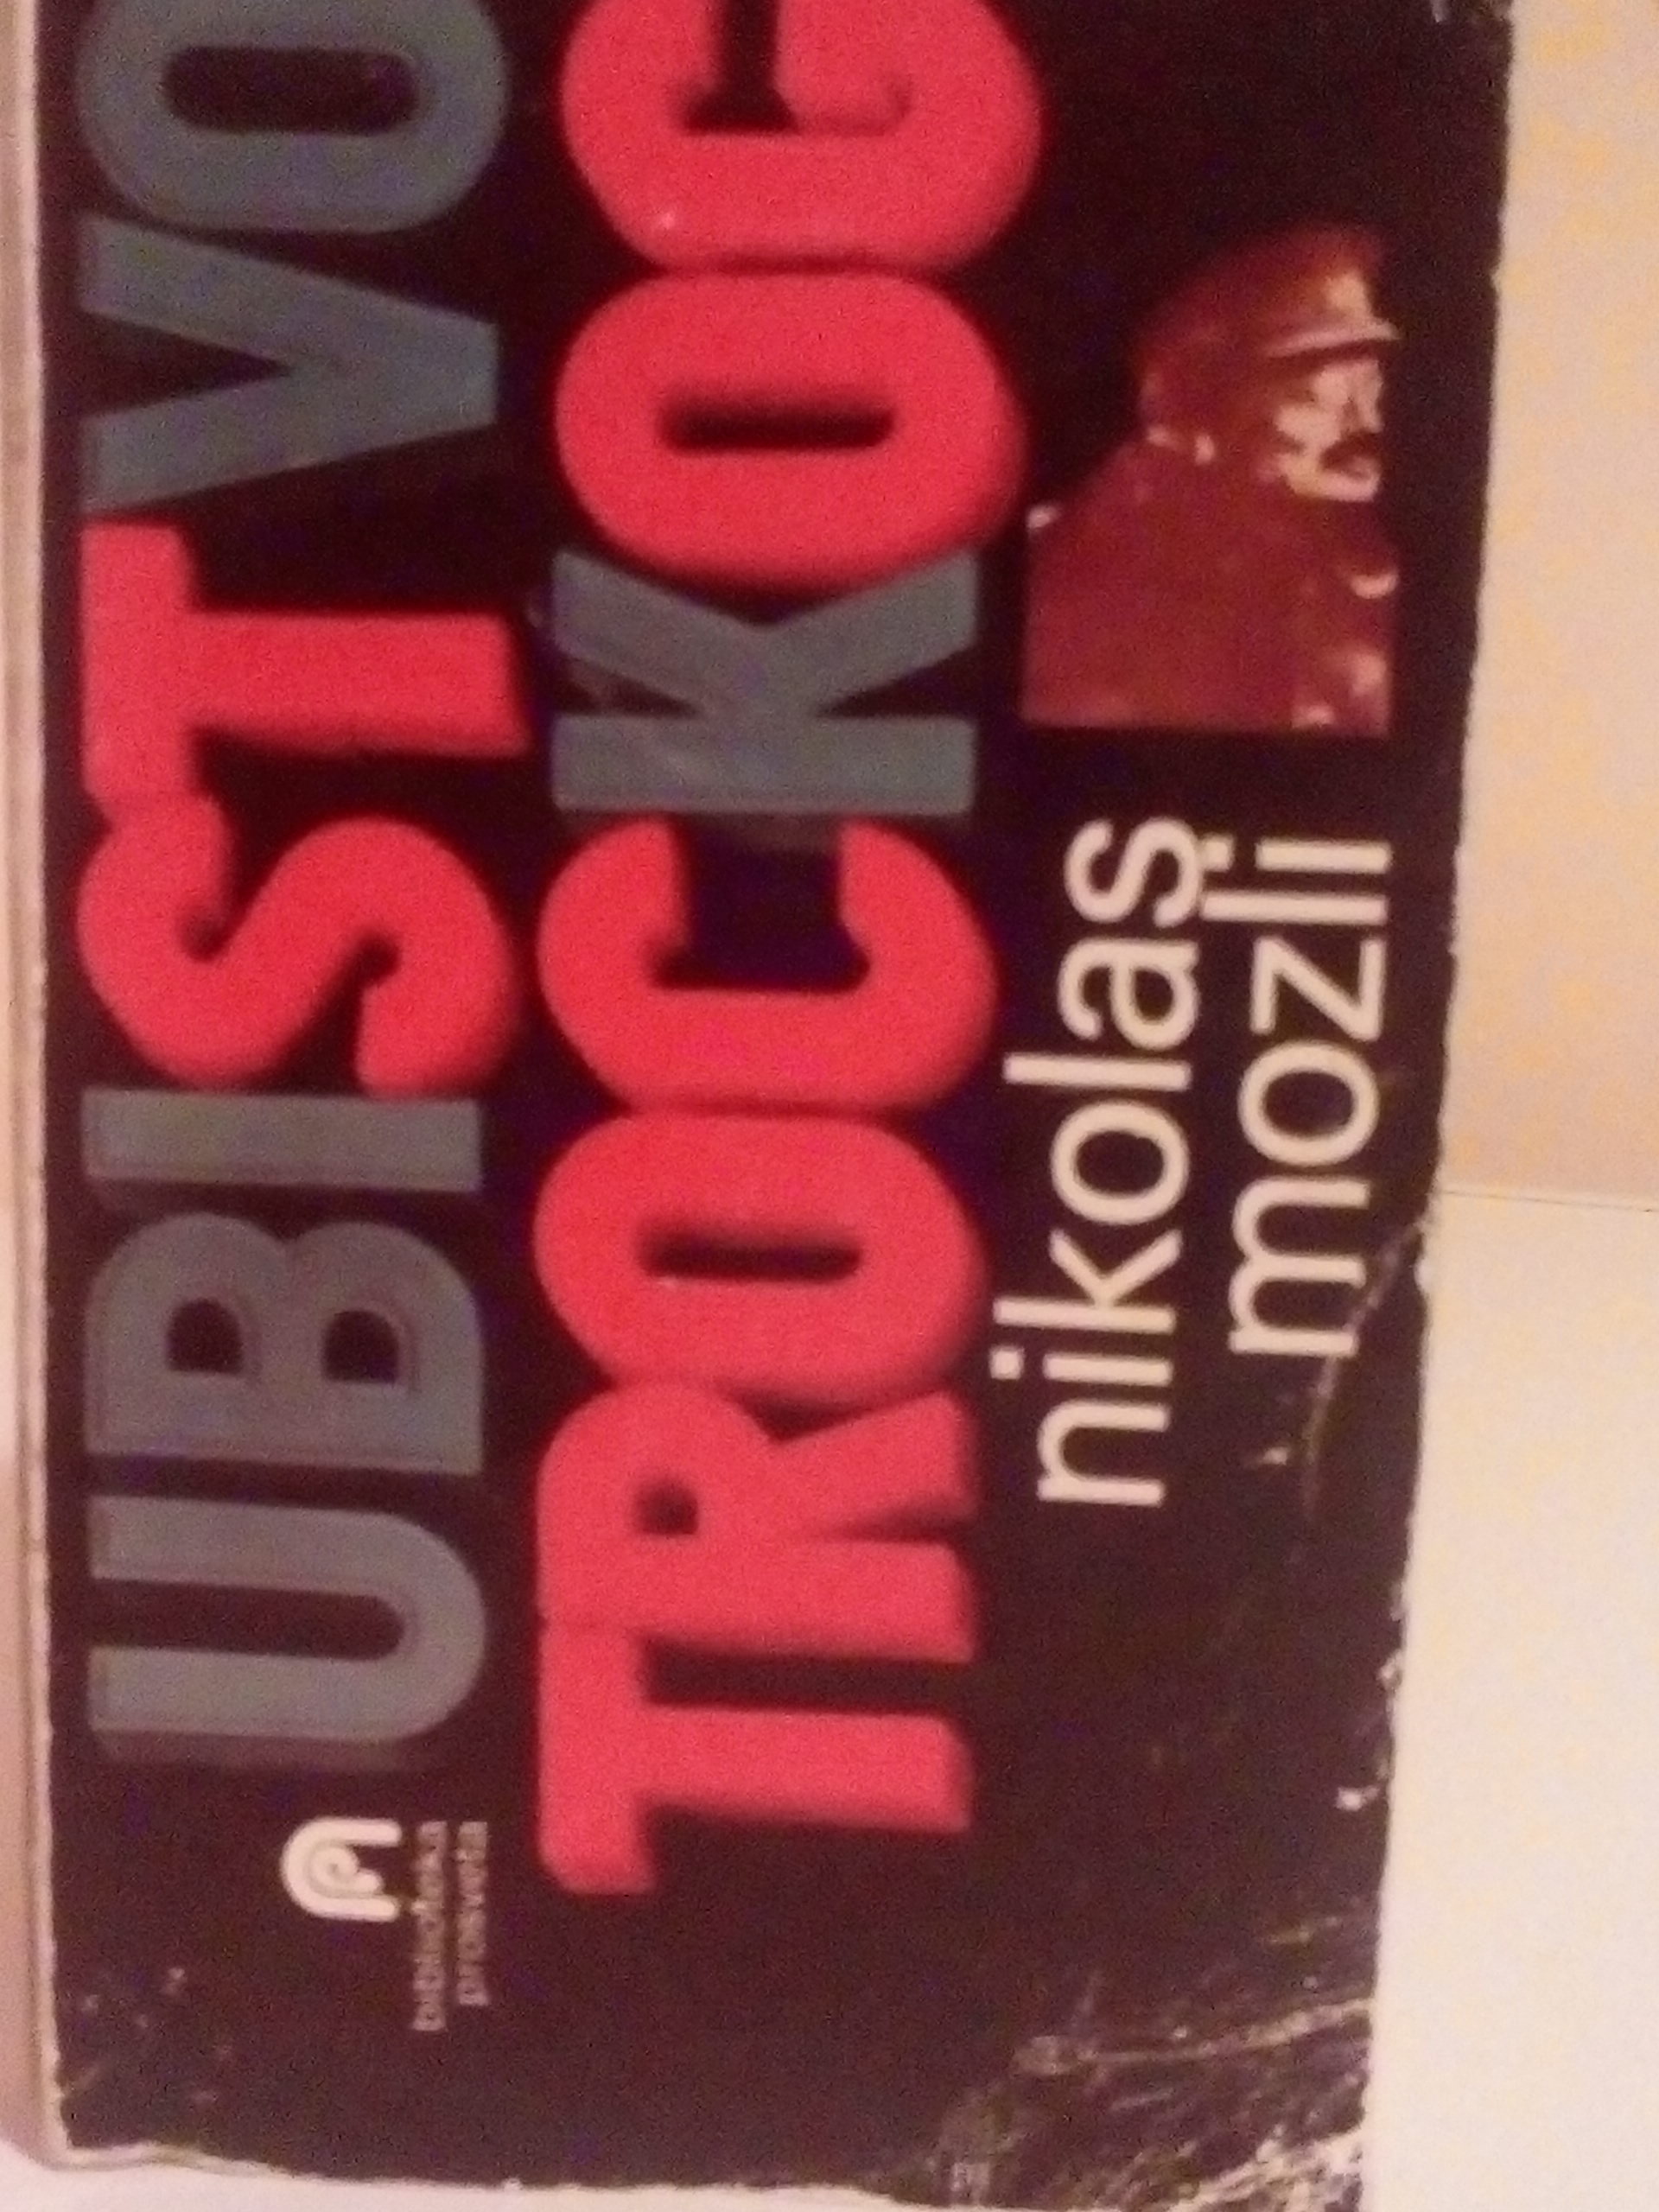 UBISTVO
TROCKOG
nikolas
mozli
biblioteka
prosveta